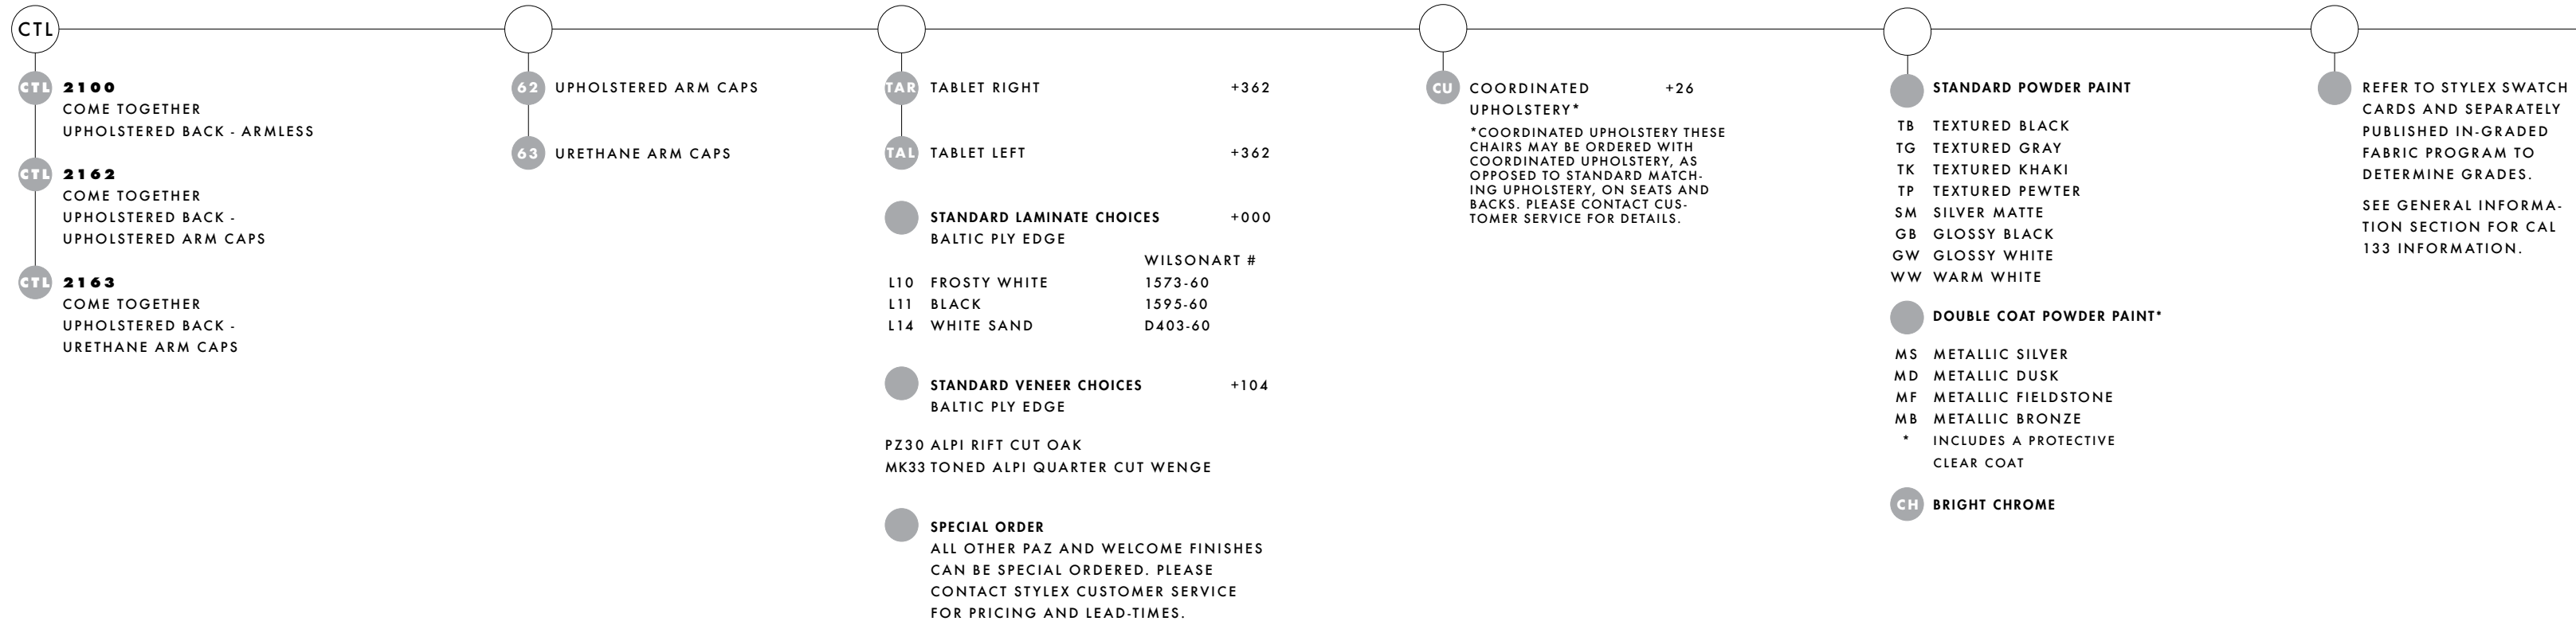 CTL
CTL 2100
COME TOGETHER
UPHOLSTERED BACK - ARMLESS
CTL 2162
COME TOGETHER
UPHOLSTERED BACK -
UPHOLSTERED ARM CAPS
CTL 2163
COME TOGETHER
UPHOLSTERED BACK -
URETHANE ARM CAPS
62 UPHOLSTERED ARM CAPS
63 URETHANE ARM CAPS
TAR TABLET RIGHT +362
TAL TABLET LEFT +362
STANDARD LAMINATE CHOICES +000
BALTIC PLY EDGE
WILSONART #
L10 FROSTY WHITE 1573-60
L11 BLACK 1595-60
L14 WHITE SAND D403-60
STANDARD VENEER CHOICES +104
BALTIC PLY EDGE
PZ30 ALPI RIFT CUT OAK
MK33 TONED ALPI QUARTER CUT WENGE
SPECIAL ORDER
ALL OTHER PAZ AND WELCOME FINISHES
CAN BE SPECIAL ORDERED. PLEASE
CONTACT STYLEX CUSTOMER SERVICE
FOR PRICING AND LEAD-TIMES.
CU COORDINATED +26
UPHOLSTERY*
*COORDINATED UPHOLSTERY THESE
CHAIRS MAY BE ORDERED WITH
COORDINATED UPHOLSTERY, AS
OPPOSED TO STANDARD MATCH-
ING UPHOLSTERY, ON SEATS AND
BACKS. PLEASE CONTACT CUS-
TOMER SERVICE FOR DETAILS.
STANDARD POWDER PAINT
TB TEXTURED BLACK
TG TEXTURED GRAY
TK TEXTURED KHAKI
TP TEXTURED PEWTER
SM SILVER MATTE
GB GLOSSY BLACK
GW GLOSSY WHITE
WW WARM WHITE
DOUBLE COAT POWDER PAINT*
MS METALLIC SILVER
MD METALLIC DUSK
MF METALLIC FIELDSTONE
MB METALLIC BRONZE
* INCLUDES A PROTECTIVE
CLEAR COAT
CH BRIGHT CHROME
REFER TO STYLEX SWATCH
CARDS AND SEPARATELY
PUBLISHED IN-GRADED
FABRIC PROGRAM TO
DETERMINE GRADES.
SEE GENERAL INFORMA-
TION SECTION FOR CAL
133 INFORMATION.